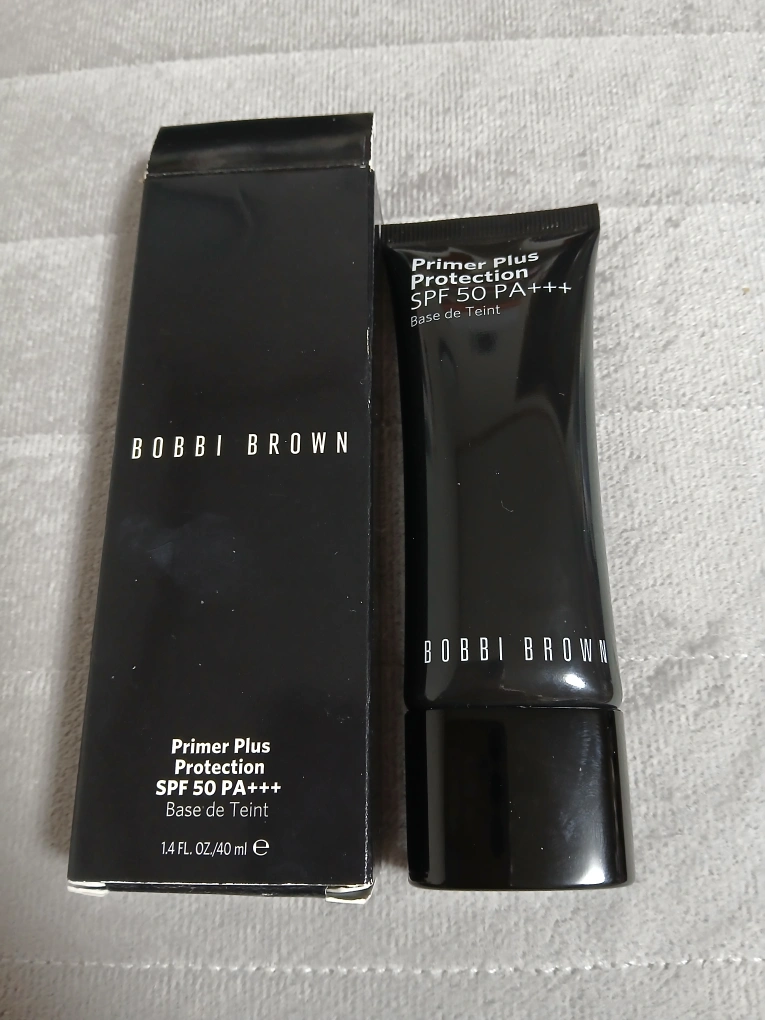 BOBBI BROWN
Primer Plus
Protection
SPF 50 PA+++
Base de Teint
1.4 FL. OZ./40 ml ℮
Primer Plus
Protection
SPF 50 PA+++
Base de Teint
BOBBI BROWN